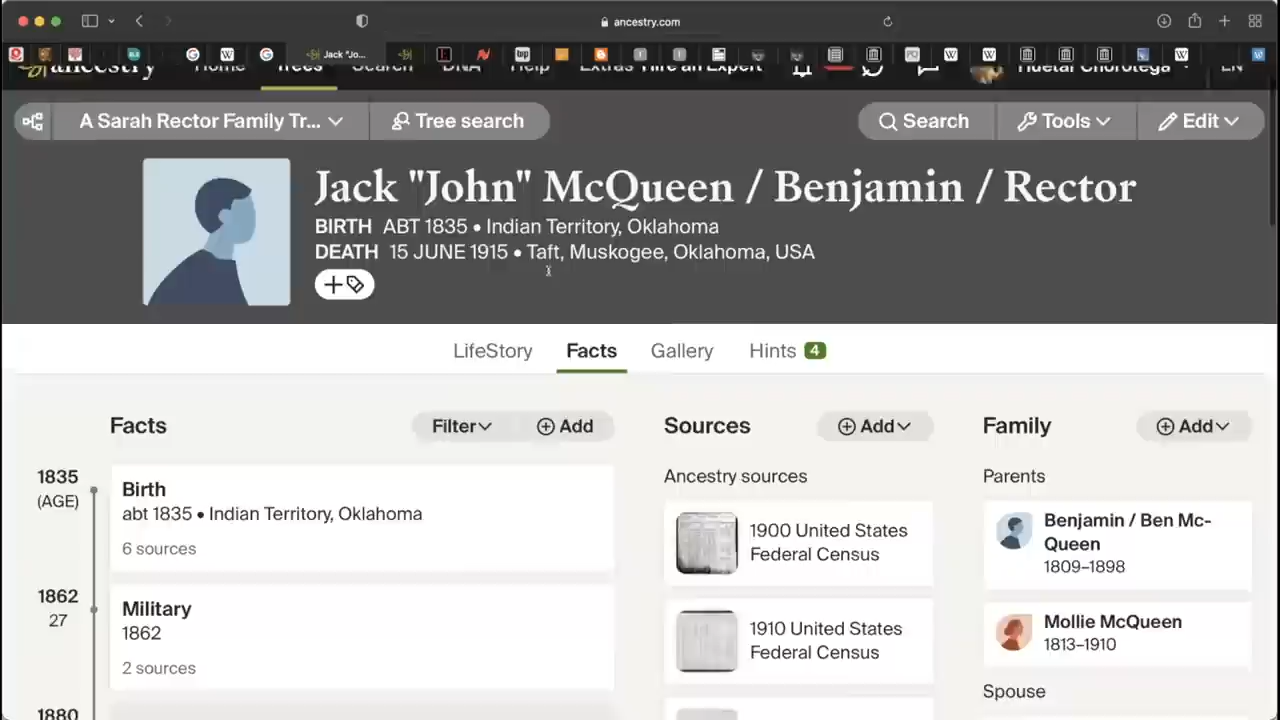 ancestry.com
Jack "Jo...
ancestry Home Trees Search DNA Help Extras Hire an Expert Huetar Chorotega EN
A Sarah Rector Family Tr... Tree search Search Tools Edit
Jack "John" McQueen / Benjamin / Rector
BIRTH ABT 1835 • Indian Territory, Oklahoma
DEATH 15 JUNE 1915 • Taft, Muskogee, Oklahoma, USA
LifeStory Facts Gallery Hints 4
Facts Filter Add
1835
(AGE)
Birth
abt 1835 • Indian Territory, Oklahoma
6 sources
1862
27
Military
1862
2 sources
1880
Sources Add
Ancestry sources
1900 United States
Federal Census
1910 United States
Federal Census
Family Add
Parents
Benjamin / Ben Mc-
Queen
1809–1898
Mollie McQueen
1813–1910
Spouse